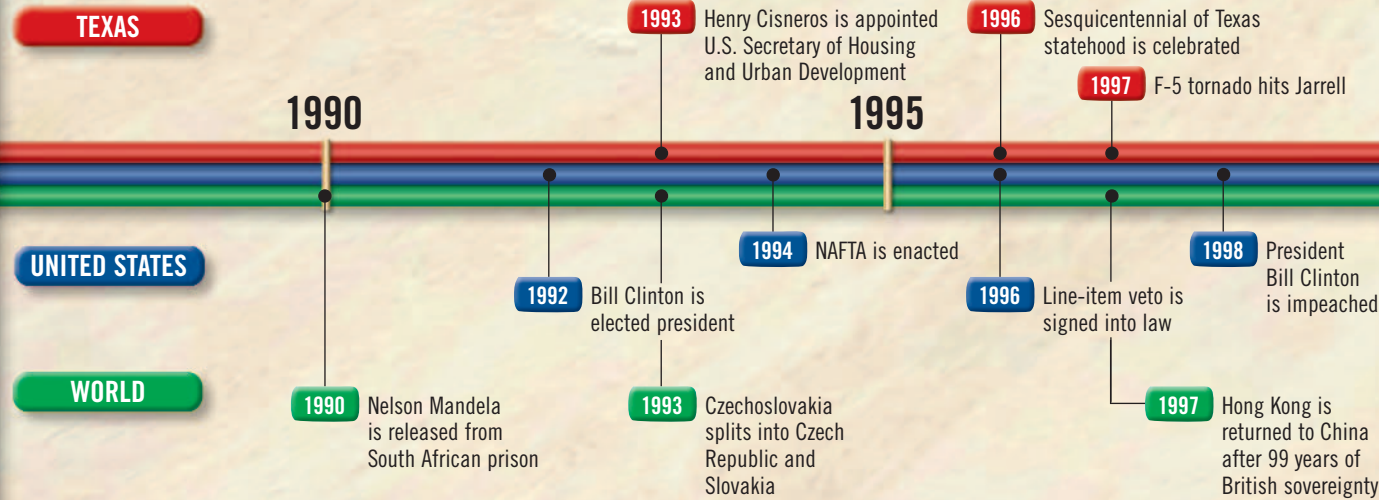 TEXAS
1993 Henry Cisneros is appointed
U.S. Secretary of Housing
and Urban Development
1996 Sesquicentennial of Texas
statehood is celebrated
1997 F-5 tornado hits Jarrell
1990
1995
UNITED STATES
1992 Bill Clinton is
elected president
1994 NAFTA is enacted
1996 Line-item veto is
signed into law
1998 President
Bill Clinton
is impeached
WORLD
1990 Nelson Mandela
is released from
South African prison
1993 Czechoslovakia
splits into Czech
Republic and
Slovakia
1997 Hong Kong is
returned to China
after 99 years of
British sovereignty